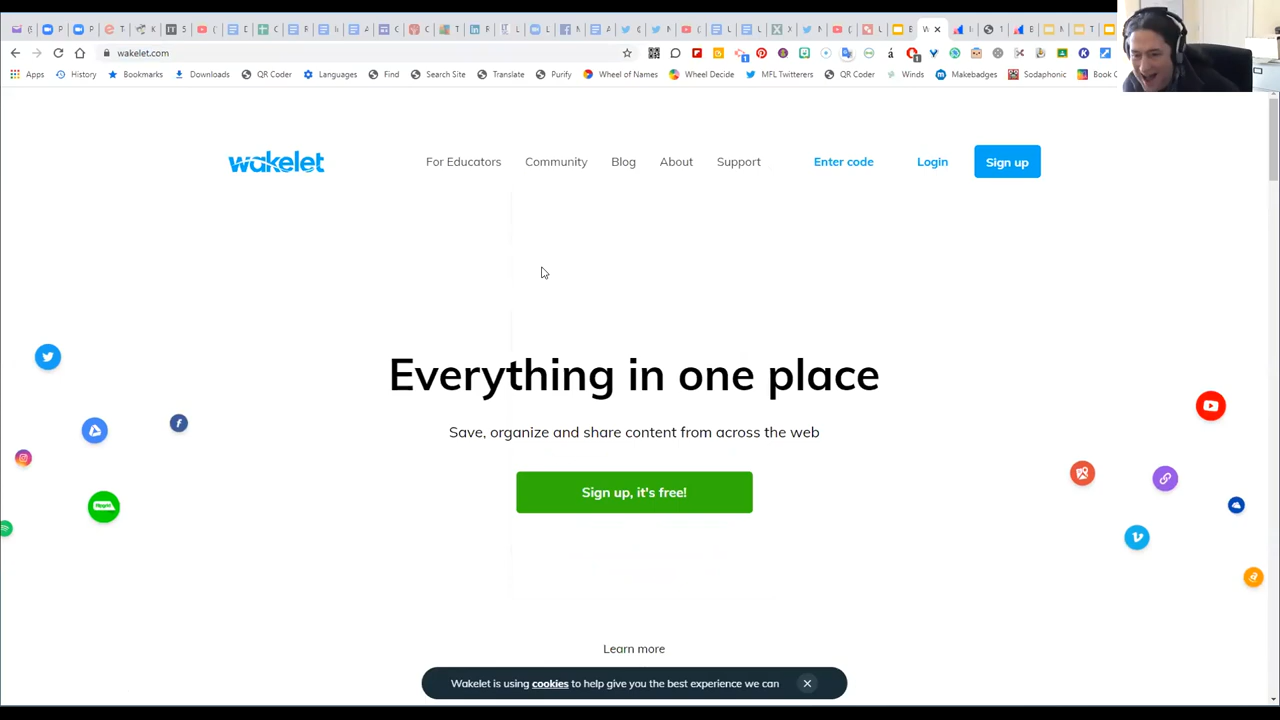 wakelet.com
Apps History Bookmarks Downloads QR Coder Languages Find Search Site Translate Purify Wheel of Names Wheel Decide MFL Twitterers QR Coder Winds Makebadges Sodaphonic Book C
wakelet For Educators Community Blog About Support Enter code Login Sign up
Everything in one place
Save, organize and share content from across the web
Sign up, it's free!
Learn more
Wakelet is using cookies to help give you the best experience we can